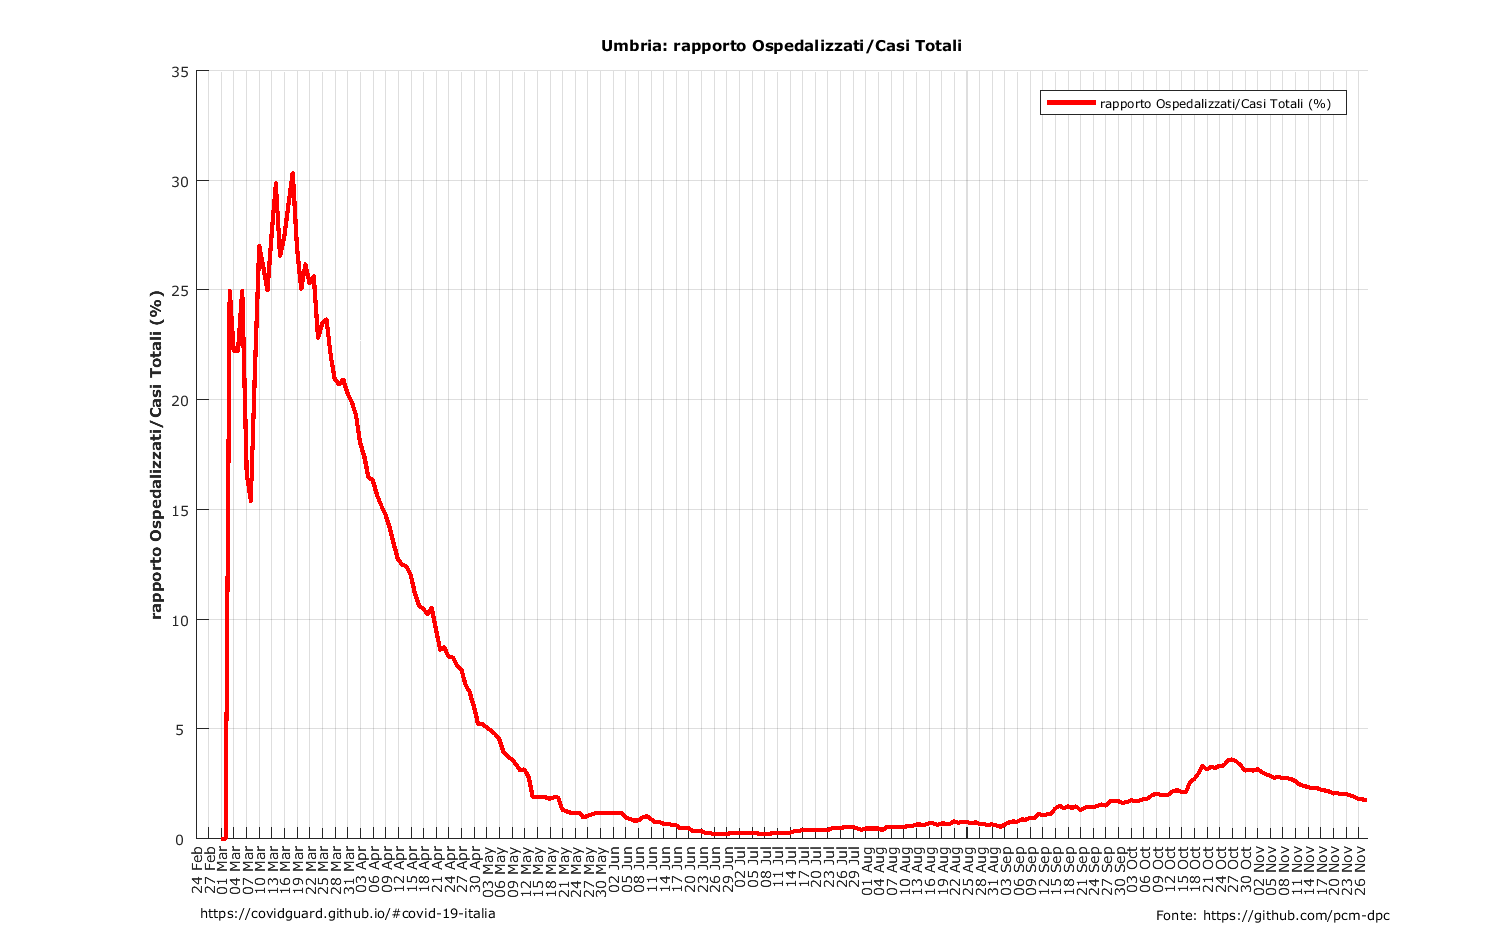 Umbria: rapporto Ospedalizzati/Casi Totali
rapporto Ospedalizzati/Casi Totali (%)
rapporto Ospedalizzati/Casi Totali (%)
35
30
25
20
15
10
5
0
24 Feb
27 Feb
01 Mar
04 Mar
07 Mar
10 Mar
13 Mar
16 Mar
19 Mar
22 Mar
25 Mar
28 Mar
31 Mar
03 Apr
06 Apr
09 Apr
12 Apr
15 Apr
18 Apr
21 Apr
24 Apr
27 Apr
30 Apr
03 May
06 May
09 May
12 May
15 May
18 May
21 May
24 May
27 May
30 May
02 Jun
05 Jun
08 Jun
11 Jun
14 Jun
17 Jun
20 Jun
23 Jun
26 Jun
29 Jun
02 Jul
05 Jul
08 Jul
11 Jul
14 Jul
17 Jul
20 Jul
23 Jul
26 Jul
29 Jul
01 Aug
04 Aug
07 Aug
10 Aug
13 Aug
16 Aug
19 Aug
22 Aug
25 Aug
28 Aug
31 Aug
03 Sep
06 Sep
09 Sep
12 Sep
15 Sep
18 Sep
21 Sep
24 Sep
27 Sep
30 Sep
03 Oct
06 Oct
09 Oct
12 Oct
15 Oct
18 Oct
21 Oct
24 Oct
27 Oct
30 Oct
02 Nov
05 Nov
08 Nov
11 Nov
14 Nov
17 Nov
20 Nov
23 Nov
26 Nov
https://covidguard.github.io/#covid-19-italia
Fonte: https://github.com/pcm-dpc